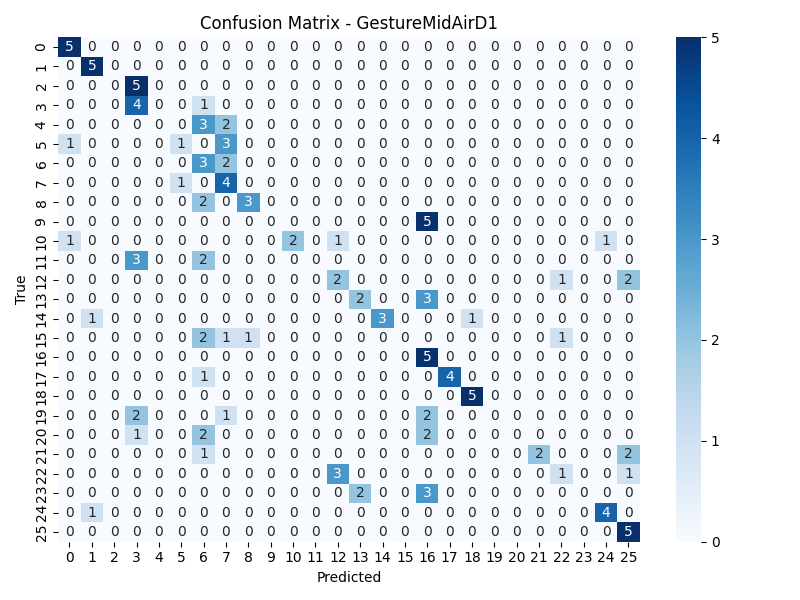 Confusion Matrix - GestureMidAirD1
0 5 0 0 0 0 0 0 0 0 0 0 0 0 0 0 0 0 0 0 0 0 0 0 0 0 0
1 0 5 0 0 0 0 0 0 0 0 0 0 0 0 0 0 0 0 0 0 0 0 0 0 0 0
2 0 0 0 5 0 0 0 0 0 0 0 0 0 0 0 0 0 0 0 0 0 0 0 0 0 0
3 0 0 0 4 0 0 1 0 0 0 0 0 0 0 0 0 0 0 0 0 0 0 0 0 0 0
4 0 0 0 0 0 0 3 2 0 0 0 0 0 0 0 0 0 0 0 0 0 0 0 0 0 0
5 1 0 0 0 0 1 0 3 0 0 0 0 0 0 0 0 0 0 0 0 0 0 0 0 0 0
6 0 0 0 0 0 0 3 2 0 0 0 0 0 0 0 0 0 0 0 0 0 0 0 0 0 0
7 0 0 0 0 0 1 0 4 0 0 0 0 0 0 0 0 0 0 0 0 0 0 0 0 0 0
8 0 0 0 0 0 0 2 0 3 0 0 0 0 0 0 0 0 0 0 0 0 0 0 0 0 0
9 0 0 0 0 0 0 0 0 0 0 0 0 0 0 0 0 5 0 0 0 0 0 0 0 0 0
10 1 0 0 0 0 0 0 0 0 0 2 0 1 0 0 0 0 0 0 0 0 0 0 0 1 0
11 0 0 0 3 0 0 2 0 0 0 0 0 0 0 0 0 0 0 0 0 0 0 0 0 0 0
12 0 0 0 0 0 0 0 0 0 0 0 0 2 0 0 0 0 0 0 0 0 0 1 0 0 2
13 0 0 0 0 0 0 0 0 0 0 0 0 0 2 0 0 3 0 0 0 0 0 0 0 0 0
14 0 1 0 0 0 0 0 0 0 0 0 0 0 0 3 0 0 0 1 0 0 0 0 0 0 0
15 0 0 0 0 0 0 2 1 1 0 0 0 0 0 0 0 0 0 0 0 0 0 1 0 0 0
16 0 0 0 0 0 0 0 0 0 0 0 0 0 0 0 0 5 0 0 0 0 0 0 0 0 0
17 0 0 0 0 0 0 1 0 0 0 0 0 0 0 0 0 0 4 0 0 0 0 0 0 0 0
18 0 0 0 0 0 0 0 0 0 0 0 0 0 0 0 0 0 0 5 0 0 0 0 0 0 0
19 0 0 0 2 0 0 0 1 0 0 0 0 0 0 0 0 2 0 0 0 0 0 0 0 0 0
20 0 0 0 1 0 0 2 0 0 0 0 0 0 0 0 0 2 0 0 0 0 0 0 0 0 0
21 0 0 0 0 0 0 1 0 0 0 0 0 0 0 0 0 0 0 0 0 0 2 0 0 0 2
22 0 0 0 0 0 0 0 0 0 0 0 0 3 0 0 0 0 0 0 0 0 0 1 0 0 1
23 0 0 0 0 0 0 0 0 0 0 0 0 0 2 0 0 3 0 0 0 0 0 0 0 0 0
24 0 1 0 0 0 0 0 0 0 0 0 0 0 0 0 0 0 0 0 0 0 0 0 0 4 0
25 0 0 0 0 0 0 0 0 0 0 0 0 0 0 0 0 0 0 0 0 0 0 0 0 0 5
0 1 2 3 4 5 6 7 8 9 10 11 12 13 14 15 16 17 18 19 20 21 22 23 24 25
Predicted
True
5
4
3
2
1
0